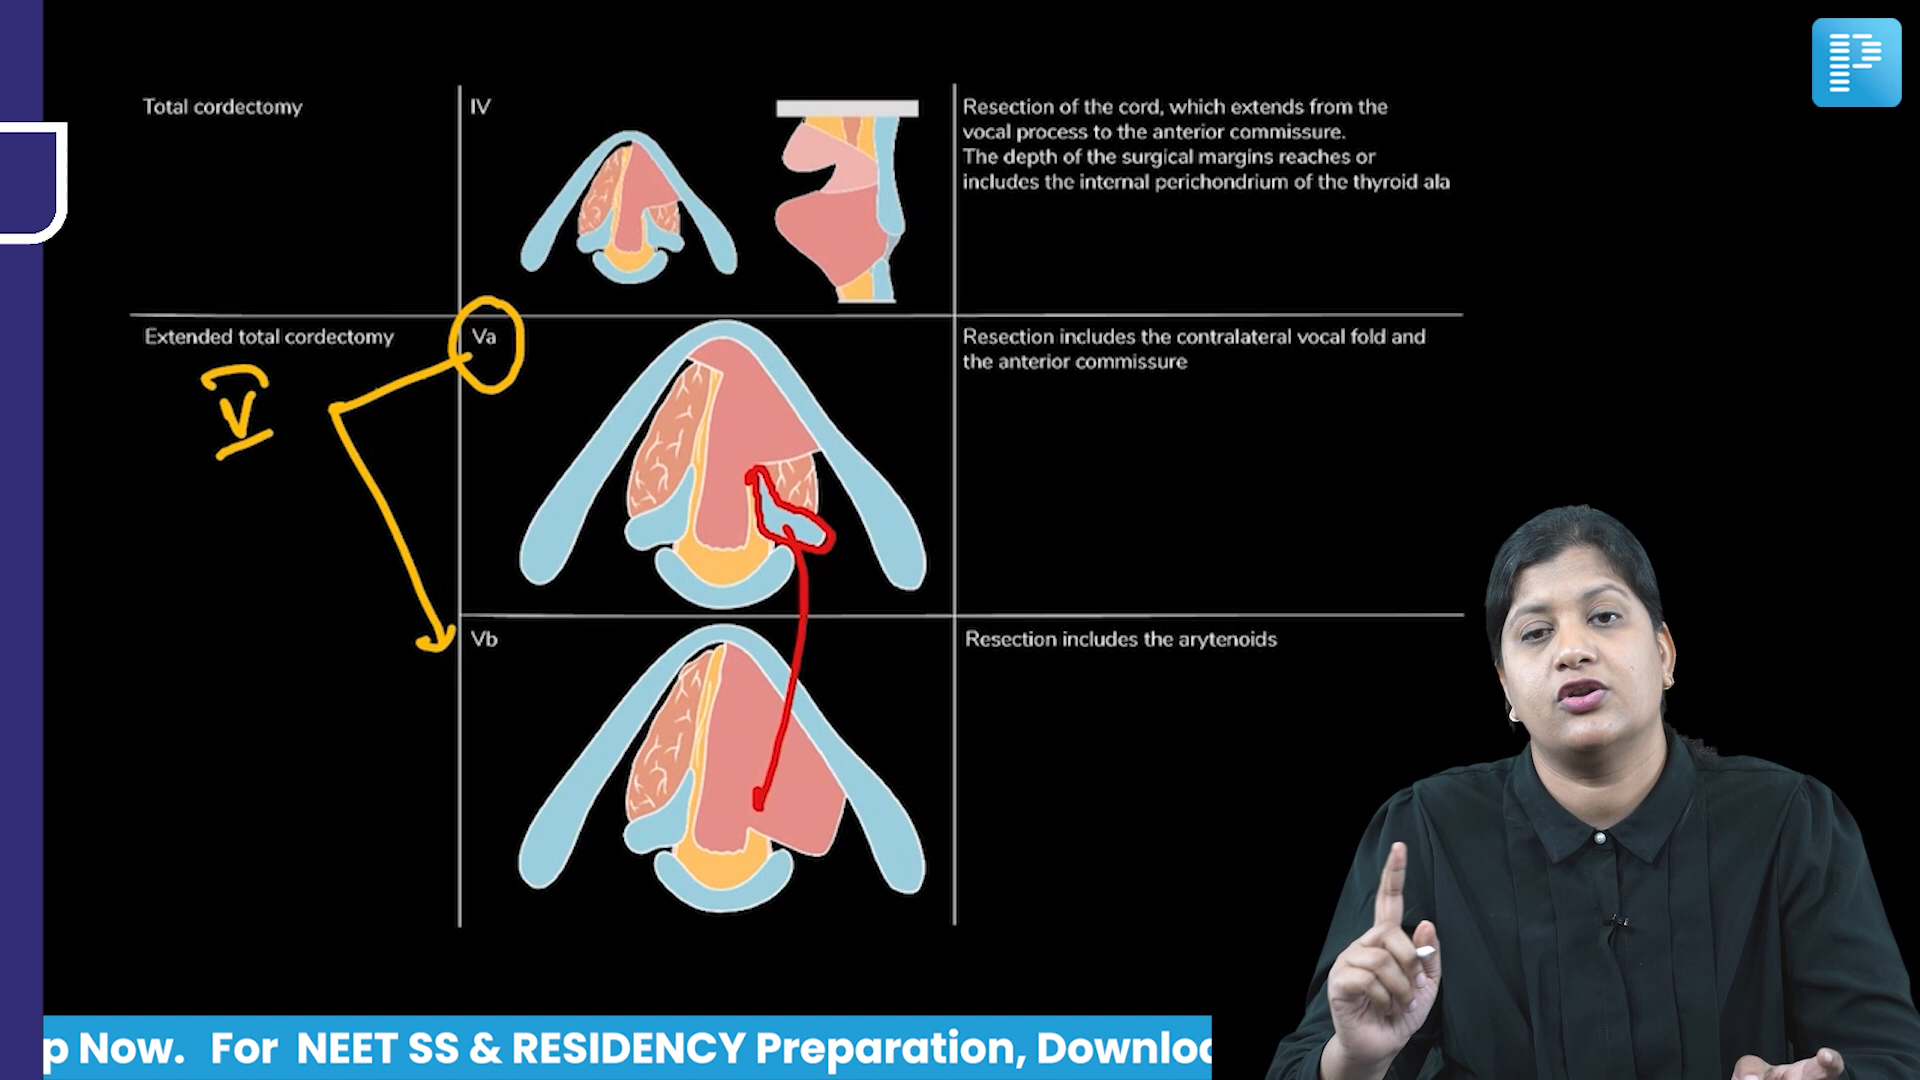 Total cordectomy
IV
Resection of the cord, which extends from the
vocal process to the anterior commissure.
The depth of the surgical margins reaches or
includes the internal perichondrium of the thyroid ala
Extended total cordectomy
Va
Resection includes the contralateral vocal fold and
the anterior commissure
V
Vb
Resection includes the arytenoids
p Now. For NEET SS & RESIDENCY Preparation, Downloa